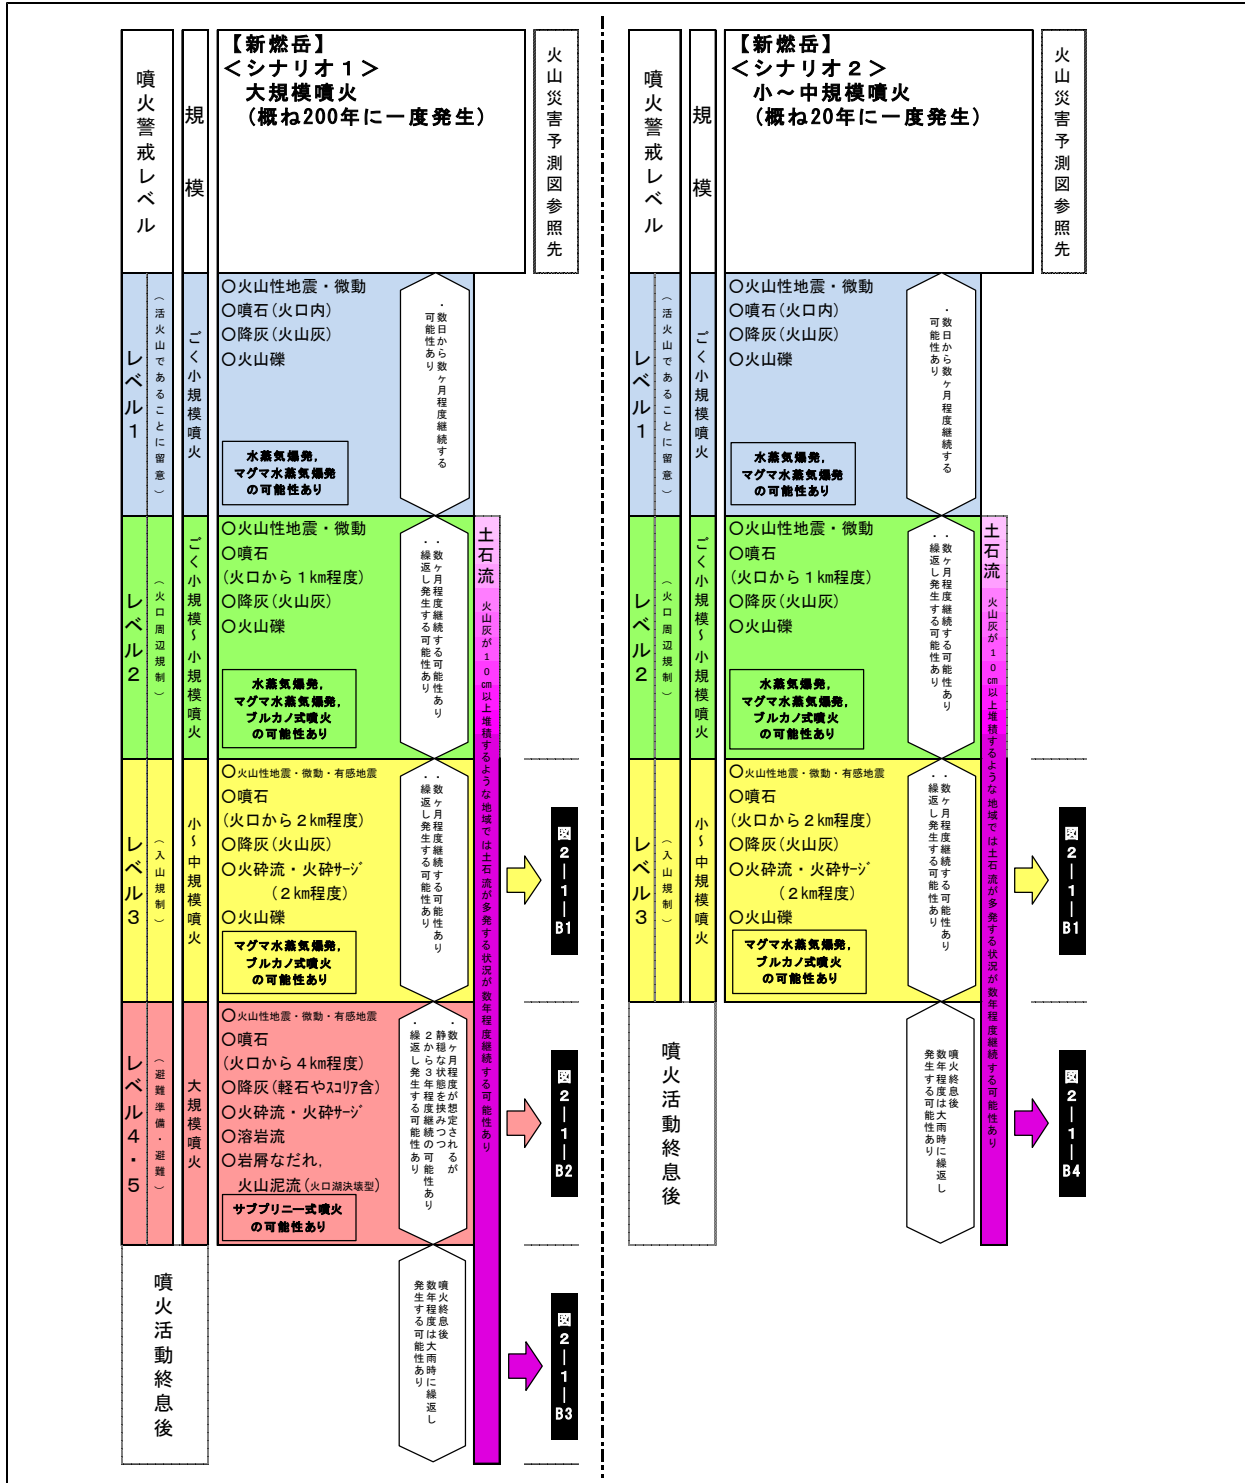 噴火警戒レベル
規模
【新燃岳】
＜シナリオ１＞
大規模噴火
(概ね200年に一度発生)
火山災害予測図参照先
レベル１
（活火山であることに留意）
ごく小規模噴火
○火山性地震・微動
○噴石(火口内)
○降灰(火山灰)
○火山礫
水蒸気爆発，
マグマ水蒸気爆発
の可能性あり
・数日から数ヶ月程度継続する
可能性あり
レベル２
（火口周辺規制）
ごく小規模～小規模噴火
○火山性地震・微動
○噴石
(火口から１km程度)
○降灰(火山灰)
○火山礫
水蒸気爆発，
マグマ水蒸気爆発，
ブルカノ式噴火
の可能性あり
・数ヶ月程度継続する可能性あり
・繰返し発生する可能性あり
土石流 火山灰が１０㎝以上堆積するような地域では土石流が多発する状況が数年程度継続する可能性あり
レベル３
（入山規制）
小～中規模噴火
○火山性地震・微動・有感地震
○噴石
(火口から２km程度)
○降灰(火山灰)
○火砕流・火砕ｻｰｼﾞ
（２km程度）
○火山礫
マグマ水蒸気爆発，
ブルカノ式噴火
の可能性あり
・数ヶ月程度継続する可能性あり
・繰返し発生する可能性あり
図２ー１ーB1
レベル４・５
（避難準備・避難）
大規模噴火
○火山性地震・微動・有感地震
○噴石
(火口から４km程度)
○降灰(軽石やｽｺﾘｱ含)
○火砕流・火砕ｻｰｼﾞ
○溶岩流
○岩屑なだれ，
火山泥流(火口湖決壊型)
サブプリニー式噴火
の可能性あり
・数ヶ月程度が想定されるが
静穏な状態を挟みつつ
２から３年程度継続の可能性あり
・繰返し発生する可能性あり
図２ー１ーB2
噴火活動終息後
噴火終息後
数年程度は大雨時に繰返し
発生する可能性あり
図２ー１ーB3
噴火警戒レベル
規模
【新燃岳】
＜シナリオ２＞
小～中規模噴火
(概ね20年に一度発生)
火山災害予測図参照先
レベル１
（活火山であることに留意）
ごく小規模噴火
○火山性地震・微動
○噴石(火口内)
○降灰(火山灰)
○火山礫
水蒸気爆発，
マグマ水蒸気爆発
の可能性あり
・数日から数ヶ月程度継続する
可能性あり
レベル２
（火口周辺規制）
ごく小規模～小規模噴火
○火山性地震・微動
○噴石
(火口から１km程度)
○降灰(火山灰)
○火山礫
水蒸気爆発，
マグマ水蒸気爆発，
ブルカノ式噴火
の可能性あり
・数ヶ月程度継続する可能性あり
・繰返し発生する可能性あり
土石流 火山灰が１０㎝以上堆積するような地域では土石流が多発する状況が数年程度継続する可能性あり
レベル３
（入山規制）
小～中規模噴火
○火山性地震・微動・有感地震
○噴石
(火口から２km程度)
○降灰(火山灰)
○火砕流・火砕ｻｰｼﾞ
（２km程度）
○火山礫
マグマ水蒸気爆発，
ブルカノ式噴火
の可能性あり
・数ヶ月程度継続する可能性あり
・繰返し発生する可能性あり
図２ー１ーB1
噴火活動終息後
噴火終息後
数年程度は大雨時に繰返し
発生する可能性あり
図２ー１ーB4